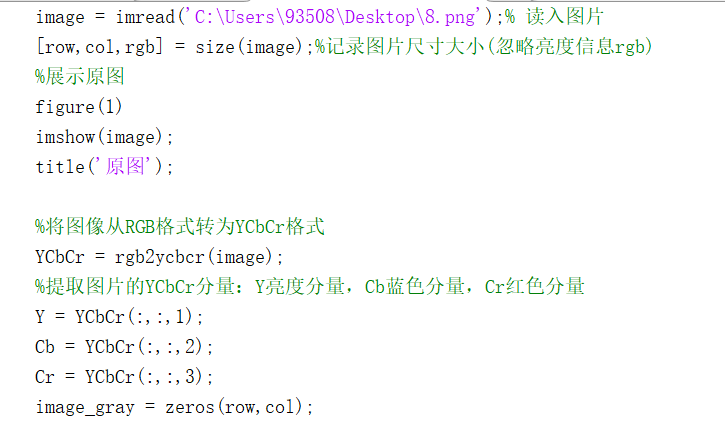 image = imread('C:\Users\93508\Desktop\8.png');% 读入图片
[row,col,rgb] = size(image);%记录图片尺寸大小(忽略亮度信息rgb)
%展示原图
figure(1)
imshow(image);
title('原图');
%将图像从RGB格式转为YCbCr格式
YCbCr = rgb2ycbcr(image);
%提取图片的YCbCr分量：Y亮度分量，Cb蓝色分量，Cr红色分量
Y = YCbCr(:,:,1);
Cb = YCbCr(:,:,2);
Cr = YCbCr(:,:,3);
image_gray = zeros(row,col);